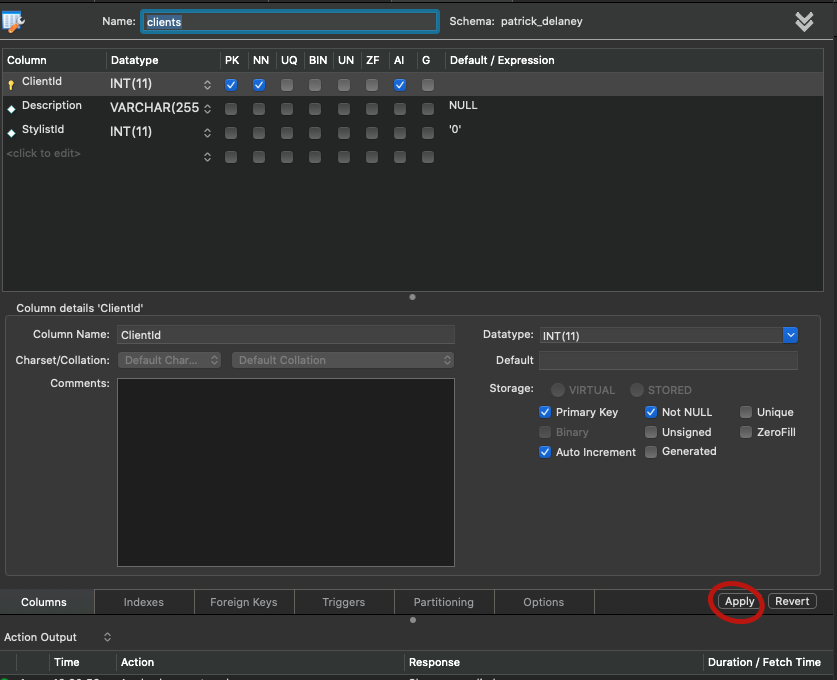 Name: clients Schema: patrick_delaney
Column Datatype PK NN UQ BIN UN ZF AI G Default / Expression
ClientId INT(11)
Description VARCHAR(255 NULL
StylistId INT(11) '0'
<click to edit>
Column details 'ClientId'
Column Name: ClientId Datatype: INT(11)
Charset/Collation: Default Char... Default Collation Default
Comments: Storage: VIRTUAL STORED
Primary Key Not NULL Unique
Binary Unsigned ZeroFill
Auto Increment Generated
Columns Indexes Foreign Keys Triggers Partitioning Options Apply Revert
Action Output
Time Action Response Duration / Fetch Time